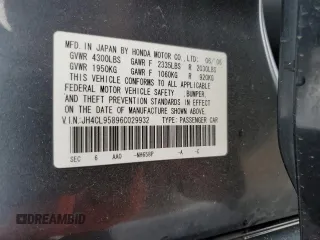 MFD. IN JAPAN BY HONDA MOTOR CO., LTD. 06/06
GVWR 4300LBS GAWR F 2335LBS R 2030LBS
GVWR 1950KG GAWR F 1060KG R 920KG
THIS VEHICLE CONFORMS TO ALL APPLICABLE
FEDERAL MOTOR VEHICLE SAFETY, BUMPER,
AND THEFT PREVENTION STANDARDS IN EFFECT
ON THE DATE OF MANUFACTURE SHOWN ABOVE.
V.I.N.: JH4CL95896C029932 TYPE: PASSENGER CAR
SEC 6 AAO -NH658P -A -C
DREAMBID